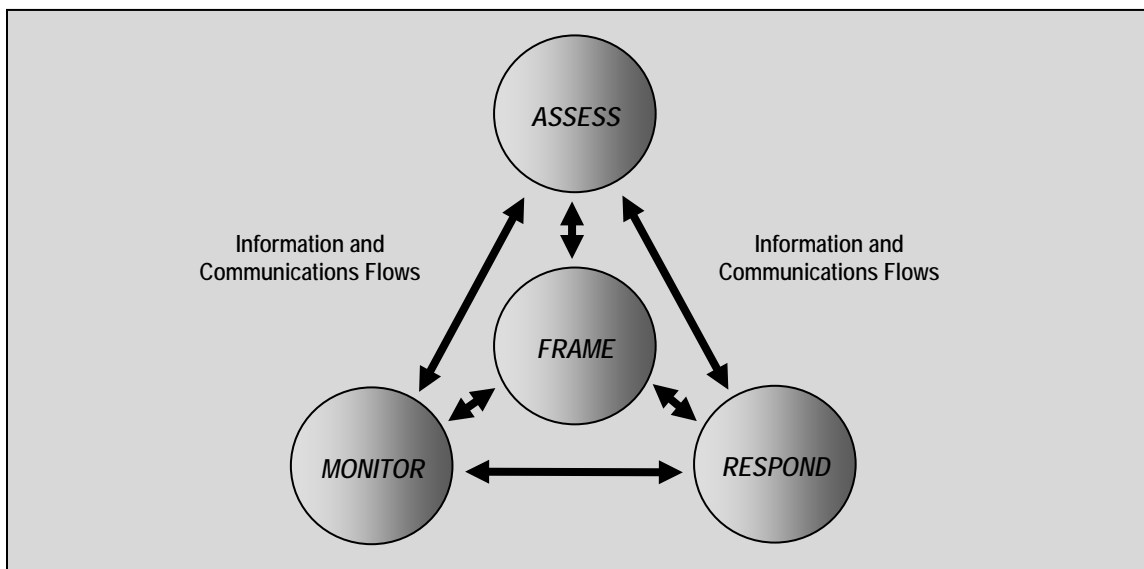 ASSESS
Information and
Communications Flows
Information and
Communications Flows
FRAME
MONITOR
RESPOND